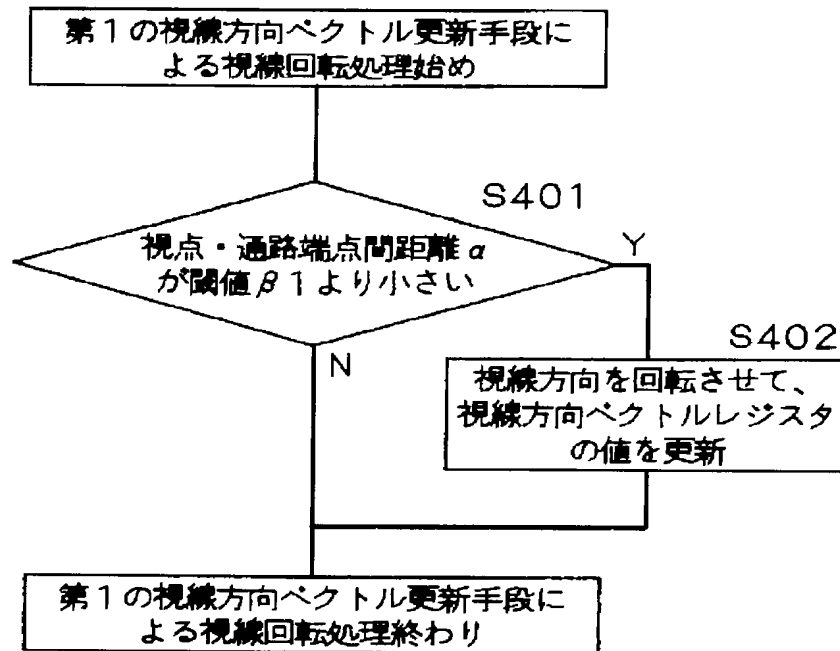 第1の視線方向ベクトル更新手段に
よる視線回転処理始め
S401
視点・通路端点間距離α
が閾値β1より小さい
Y
N
S402
視線方向を回転させて、
視線方向ベクトルレジスタ
の値を更新
第1の視線方向ベクトル更新手段に
よる視線回転処理終わり